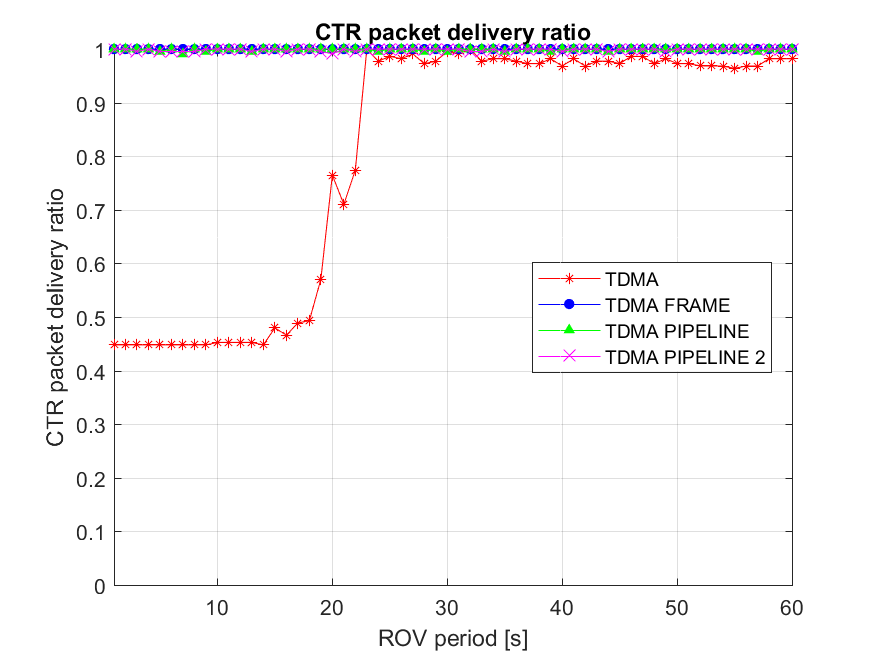 CTR packet delivery ratio
1
0.9
0.8
0.7
0.6
0.5
0.4
0.3
0.2
0.1
0
CTR packet delivery ratio
TDMA
TDMA FRAME
TDMA PIPELINE
TDMA PIPELINE 2
10 20 30 40 50 60
ROV period [s]